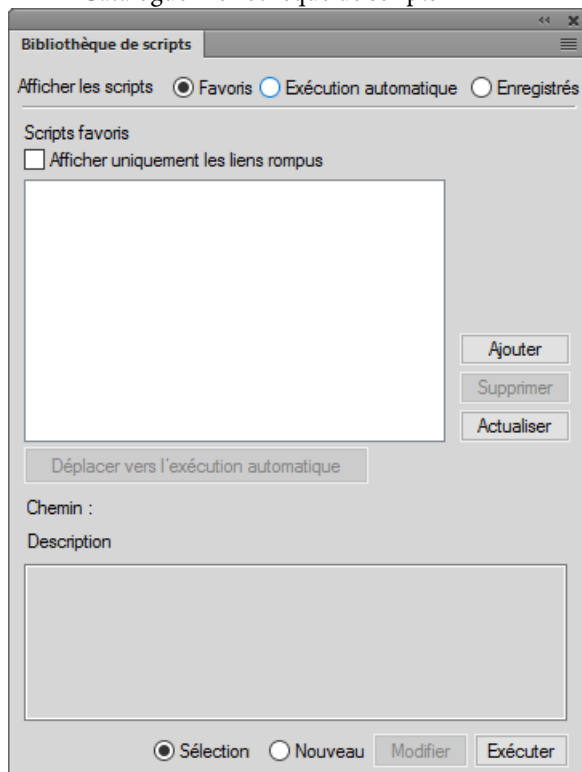 Bibliothèque de scripts
Afficher les scripts Favoris Exécution automatique Enregistrés
Scripts favoris
Afficher uniquement les liens rompus
Ajouter
Supprimer
Actualiser
Déplacer vers l'exécution automatique
Chemin :
Description
Sélection Nouveau Modifier Exécuter